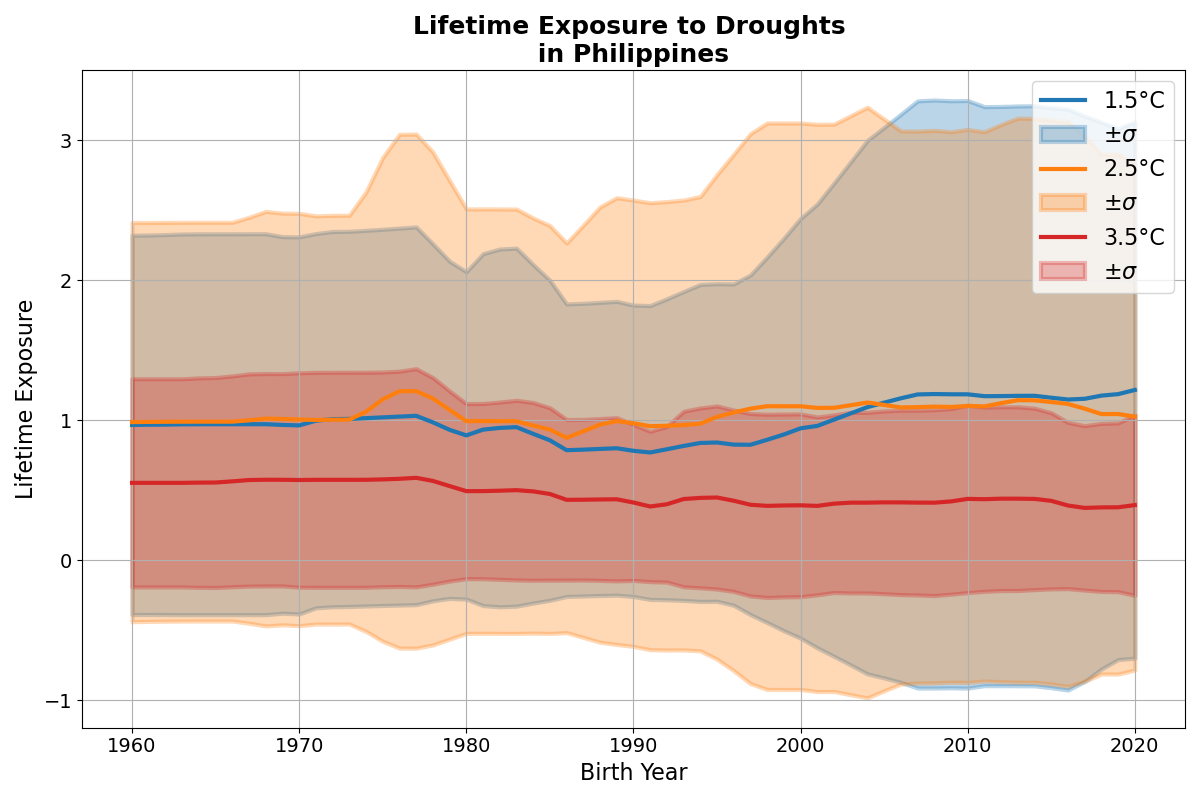 Lifetime Exposure to Droughts
in Philippines
1.5°C
±σ
2.5°C
±σ
3.5°C
±σ
Lifetime Exposure
3
2
1
0
−1
1960
1970
1980
1990
2000
2010
2020
Birth Year